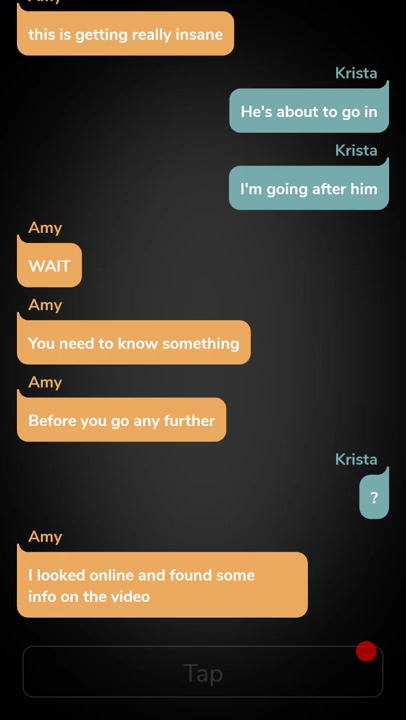 this is getting really insane
Krista
He's about to go in
Krista
I'm going after him
Amy
WAIT
Amy
You need to know something
Amy
Before you go any further
Krista
?
Amy
I looked online and found some
info on the video
Tap